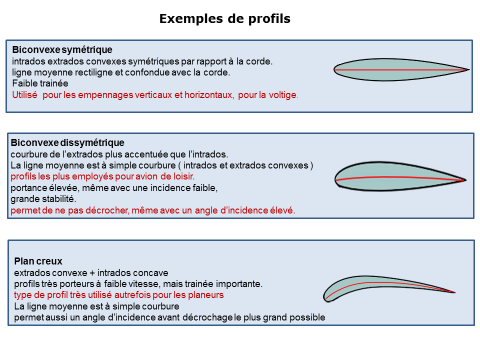 Exemples de profils
Biconvexe symétrique
intrados extrados convexes symétriques par rapport à la corde.
ligne moyenne rectiligne et confondue avec la corde.
Faible trainée
Utilisé pour les empennages verticaux et horizontaux, pour la voltige.
Biconvexe dissymétrique
courbure de l'extrados plus accentuée que l'intrados.
La ligne moyenne est à simple courbure ( intrados et extrados convexes )
profils les plus employés pour avion de loisir.
portance élevée, même avec une incidence faible,
grande stabilité.
permet de ne pas décrocher, même avec un angle d'incidence élevé.
Plan creux
extrados convexe + intrados concave
profils très porteurs à faible vitesse, mais trainée importante.
type de profil très utilisé autrefois pour les planeurs
La ligne moyenne est à simple courbure
permet aussi un angle d'incidence avant décrochage le plus grand possible